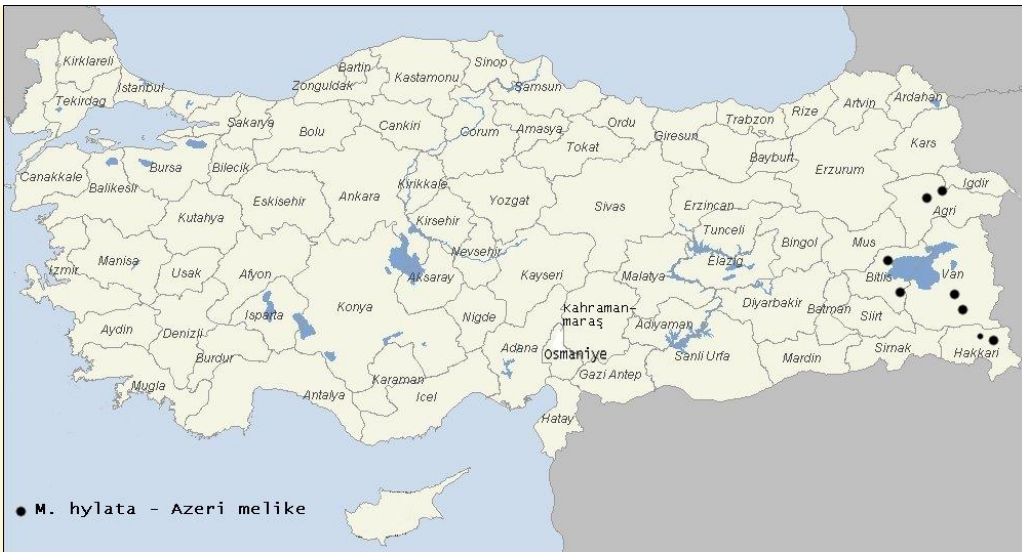 Kirklareli
Tekirdag
Istanbul
Bartin
Zonguldak
Kastamonu
Sinop
Samsun
Sakarya
Bolu
Cankiri
Corum
Amasya
Ordu
Giresun
Trabzon
Rize
Artvin
Ardahan
Kars
Tokat
Bayburt
Erzurum
Igdir
Canakkale
Balikesir
Bursa
Bilecik
Eskisehir
Ankara
Kirikkale
Yozgat
Sivas
Erzincan
Agri
Kutahya
Kirsehir
Nevsehir
Tunceli
Bingol
Mus
Izmir
Manisa
Usak
Afyon
Aksaray
Kayseri
Malatya
Elazig
Bitlis
Van
Konya
Isparta
Nigde
Kahraman-
maraş
Adiyaman
Diyarbakir
Batman
Siirt
Aydin
Denizli
Burdur
Adana
Osmaniye
Gazi Antep
Sanli Urfa
Mardin
Sirnak
Hakkari
Mugla
Antalya
Karaman
Icel
Hatay
M. hylata - Azeri melike